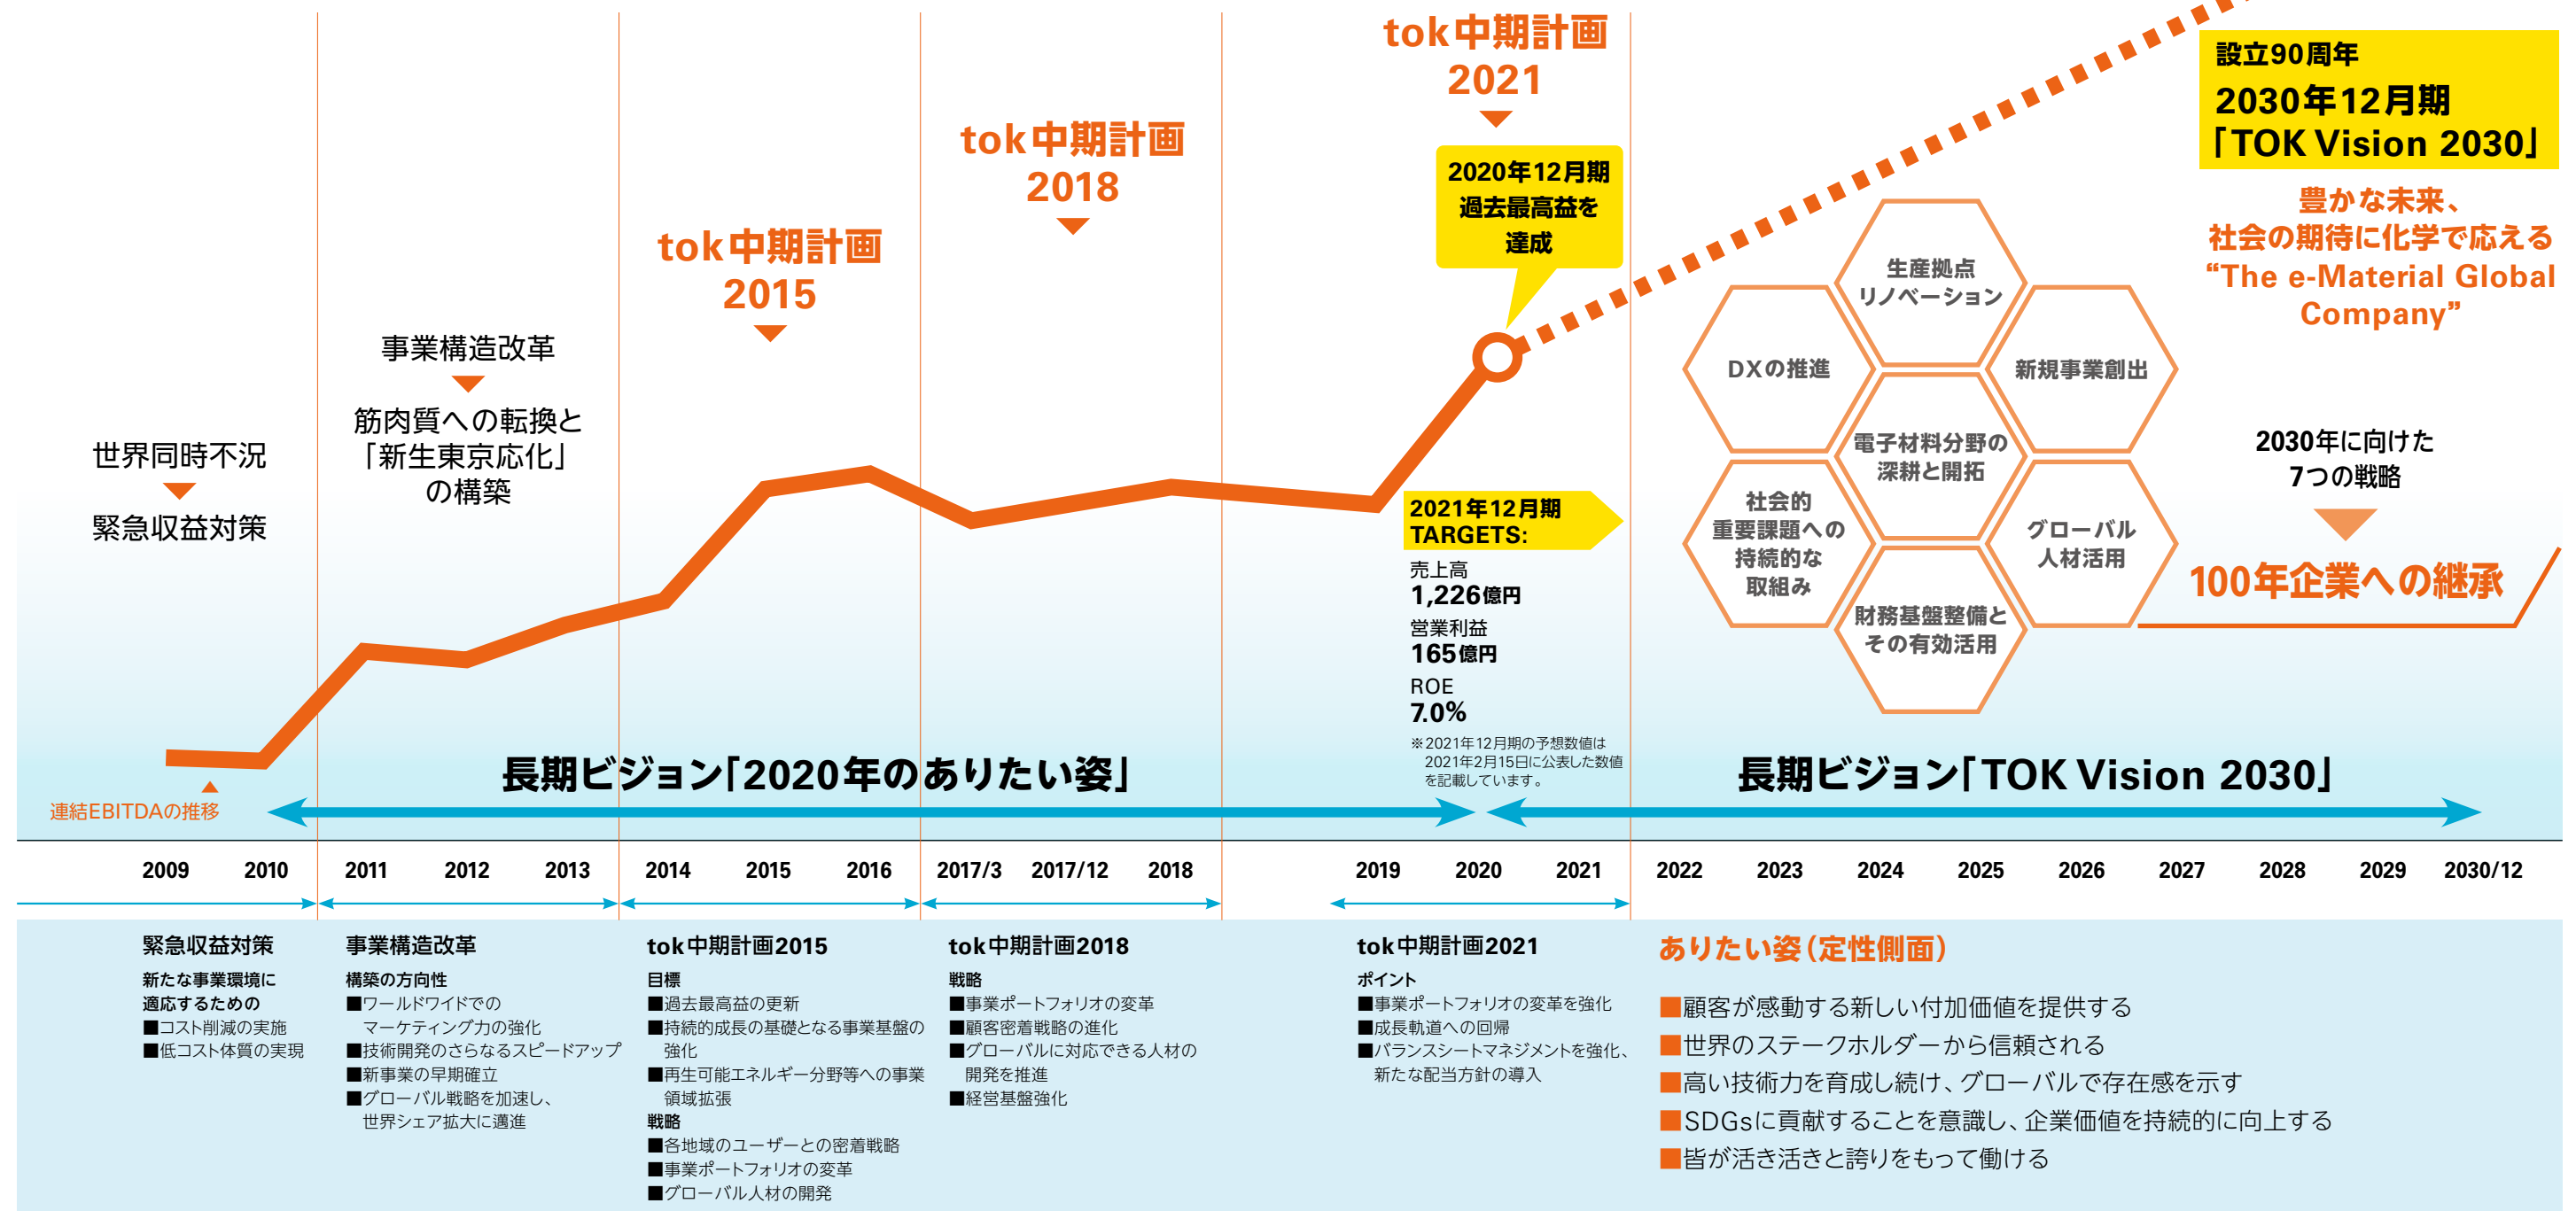 世界同時不況
緊急収益対策
事業構造改革
筋肉質への転換と
「新生東京応化」
の構築
tok中期計画
2015
tok中期計画
2018
tok中期計画
2021
2020年12月期
過去最高益を
達成
設立90周年
2030年12月期
「TOK Vision 2030」
豊かな未来、
社会の期待に化学で応える
“The e-Material Global
Company”
生産拠点
リノベーション
DXの推進
新規事業創出
電子材料分野の
深耕と開拓
社会的
重要課題への
持続的な
取組み
グローバル
人材活用
財務基盤整備と
その有効活用
2030年に向けた
7つの戦略
100年企業への継承
2021年12月期
TARGETS:
売上高
1,226億円
営業利益
165億円
ROE
7.0%
※2021年12月期の予想数値は
2021年2月15日に公表した数値
を記載しています。
連結EBITDAの推移
長期ビジョン「2020年のありたい姿」
長期ビジョン「TOK Vision 2030」
2009 2010 2011 2012 2013 2014 2015 2016 2017/3 2017/12 2018 2019 2020 2021 2022 2023 2024 2025 2026 2027 2028 2029 2030/12
緊急収益対策
新たな事業環境に
適応するための
■コスト削減の実施
■低コスト体質の実現
事業構造改革
構築の方向性
■ワールドワイドでの
マーケティング力の強化
■技術開発のさらなるスピードアップ
■新事業の早期確立
■グローバル戦略を加速し、
世界シェア拡大に邁進
tok中期計画2015
目標
■過去最高益の更新
■持続的成長の基礎となる事業基盤の
強化
■再生可能エネルギー分野等への事業
領域拡張
戦略
■各地域のユーザーとの密着戦略
■事業ポートフォリオの変革
■グローバル人材の開発
tok中期計画2018
戦略
■事業ポートフォリオの変革
■顧客密着戦略の進化
■グローバルに対応できる人材の
開発を推進
■経営基盤強化
tok中期計画2021
ポイント
■事業ポートフォリオの変革を強化
■成長軌道への回帰
■バランスシートマネジメントを強化、
新たな配当方針の導入
ありたい姿（定性側面）
■顧客が感動する新しい付加価値を提供する
■世界のステークホルダーから信頼される
■高い技術力を育成し続け、グローバルで存在感を示す
■SDGsに貢献することを意識し、企業価値を持続的に向上する
■皆が活き活きと誇りをもって働ける